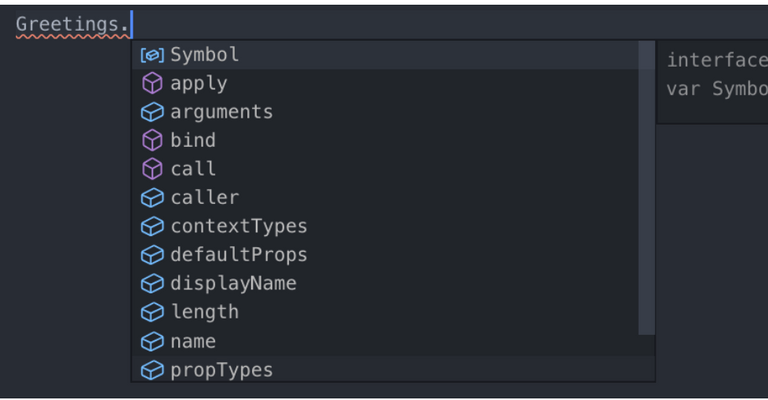 Greetings.
Symbol
apply
arguments
bind
call
caller
contextTypes
defaultProps
displayName
length
name
propTypes
interface
var Symbo